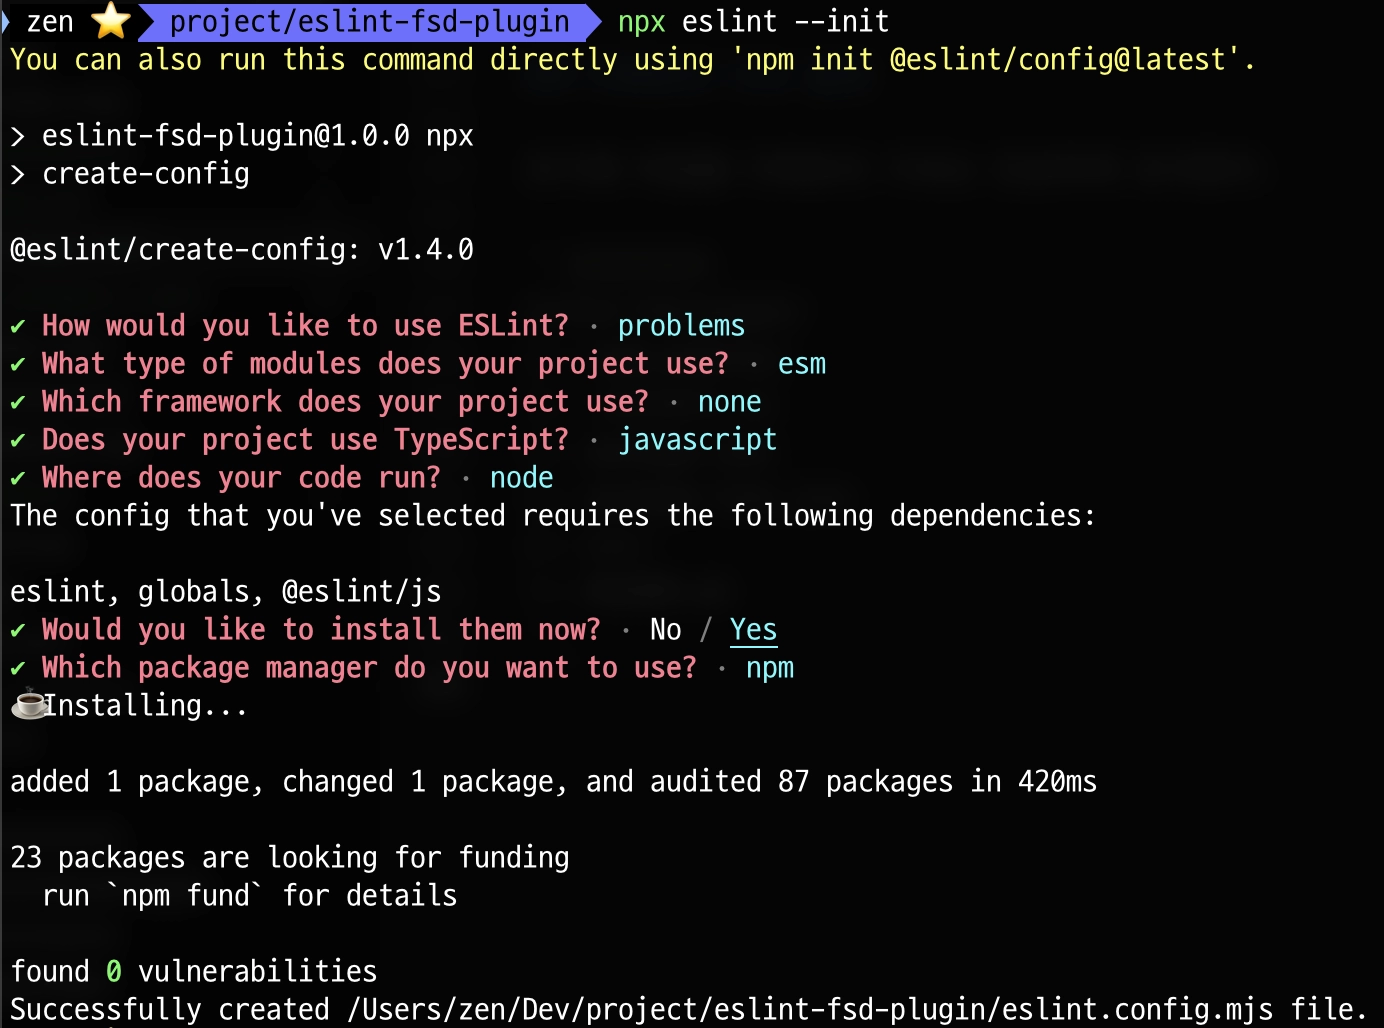 zen ⭐ project/eslint-fsd-plugin npx eslint --init
You can also run this command directly using 'npm init @eslint/config@latest'.
> eslint-fsd-plugin@1.0.0 npx
> create-config
@eslint/create-config: v1.4.0
✔ How would you like to use ESLint? · problems
✔ What type of modules does your project use? · esm
✔ Which framework does your project use? · none
✔ Does your project use TypeScript? · javascript
✔ Where does your code run? · node
The config that you've selected requires the following dependencies:
eslint, globals, @eslint/js
✔ Would you like to install them now? · No / Yes
✔ Which package manager do you want to use? · npm
☕Installing...
added 1 package, changed 1 package, and audited 87 packages in 420ms
23 packages are looking for funding
  run `npm fund` for details
found 0 vulnerabilities
Successfully created /Users/zen/Dev/project/eslint-fsd-plugin/eslint.config.mjs file.